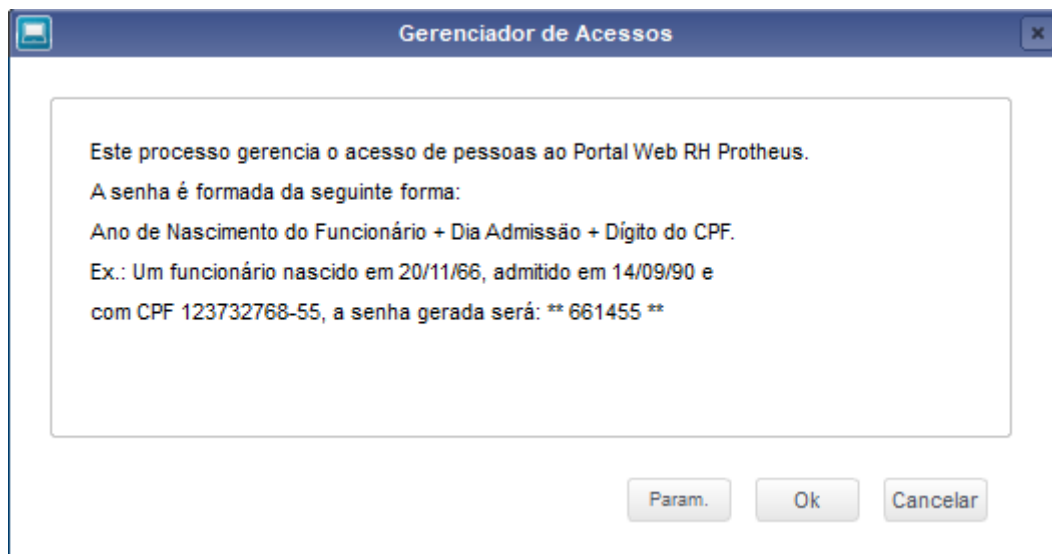 Gerenciador de Acessos
Este processo gerencia o acesso de pessoas ao Portal Web RH Protheus.
A senha é formada da seguinte forma:
Ano de Nascimento do Funcionário + Dia Admissão + Dígito do CPF.
Ex.: Um funcionário nascido em 20/11/66, admitido em 14/09/90 e
com CPF 123732768-55, a senha gerada será: ** 661455 **
Param. Ok Cancelar